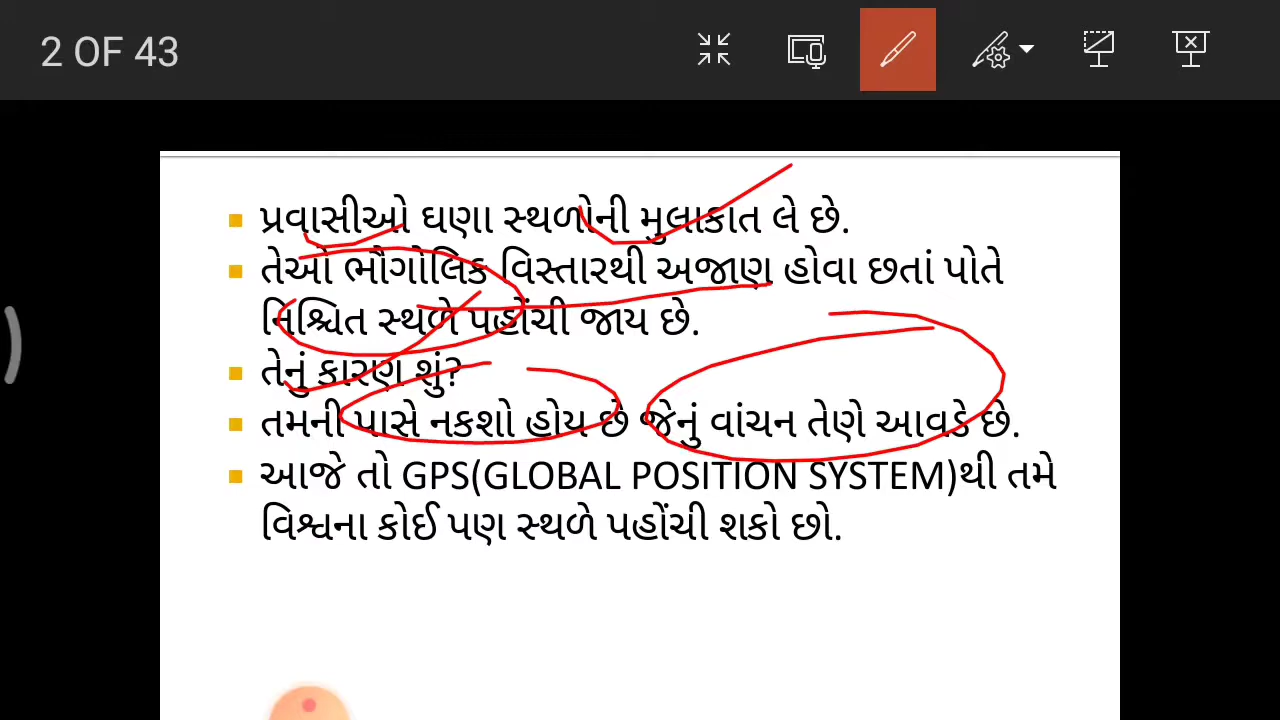 2 OF 43
પ્રવાસીઓ ઘણા સ્થળોની મુલાકાત લે છે.
તેઓ ભૌગોલિક વિસ્તારથી અજાણ હોવા છતાં પોતે
નિશ્ચિત સ્થળે પહોંચી જાય છે.
તેનું કારણ શું?
તમની પાસે નકશો હોય છે જેનું વાંચન તેણે આવડે છે.
આજે તો GPS(GLOBAL POSITION SYSTEM)થી તમે
વિશ્વના કોઈ પણ સ્થળે પહોંચી શકો છો.